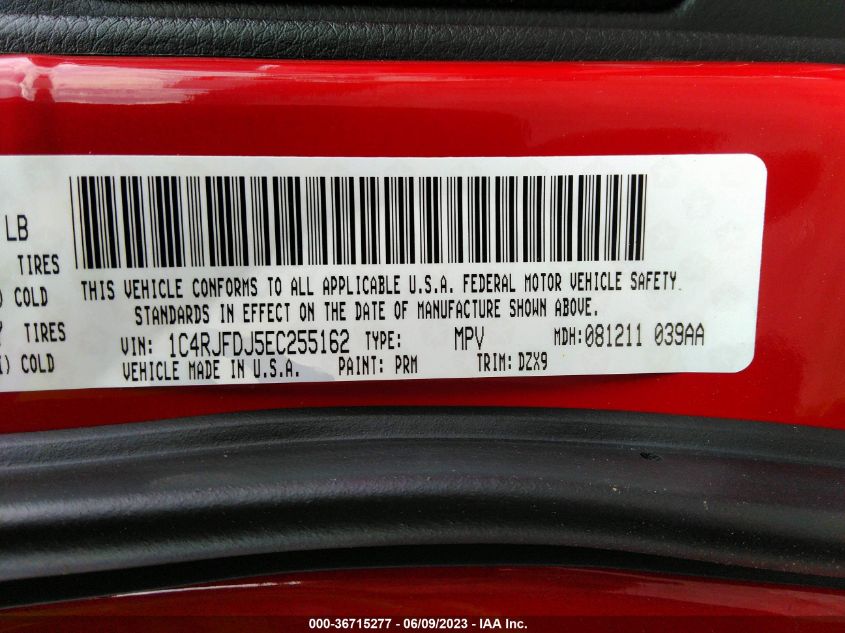 LB
TIRES
COLD
TIRES
COLD
THIS VEHICLE CONFORMS TO ALL APPLICABLE U.S.A. FEDERAL MOTOR VEHICLE SAFETY
STANDARDS IN EFFECT ON THE DATE OF MANUFACTURE SHOWN ABOVE.
VIN: 1C4RJFDJ5EC255162 TYPE: MPV MDH: 081211 039AA
VEHICLE MADE IN U.S.A. PAINT: PRM TRIM: DZX9
000-36715277 - 06/09/2023 - IAA Inc.